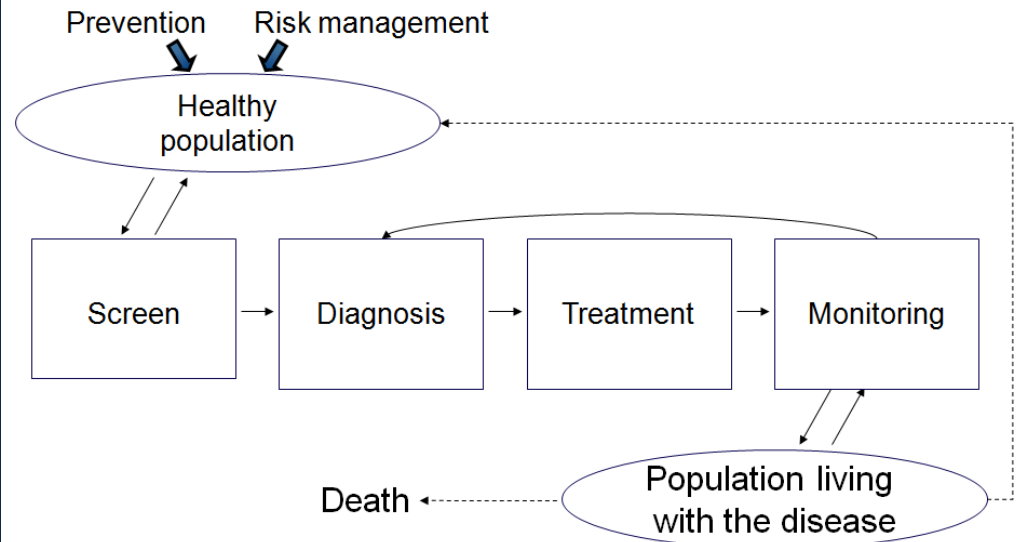 Prevention
Risk management
Healthy
population
Screen
Diagnosis
Treatment
Monitoring
Population living
with the disease
Death